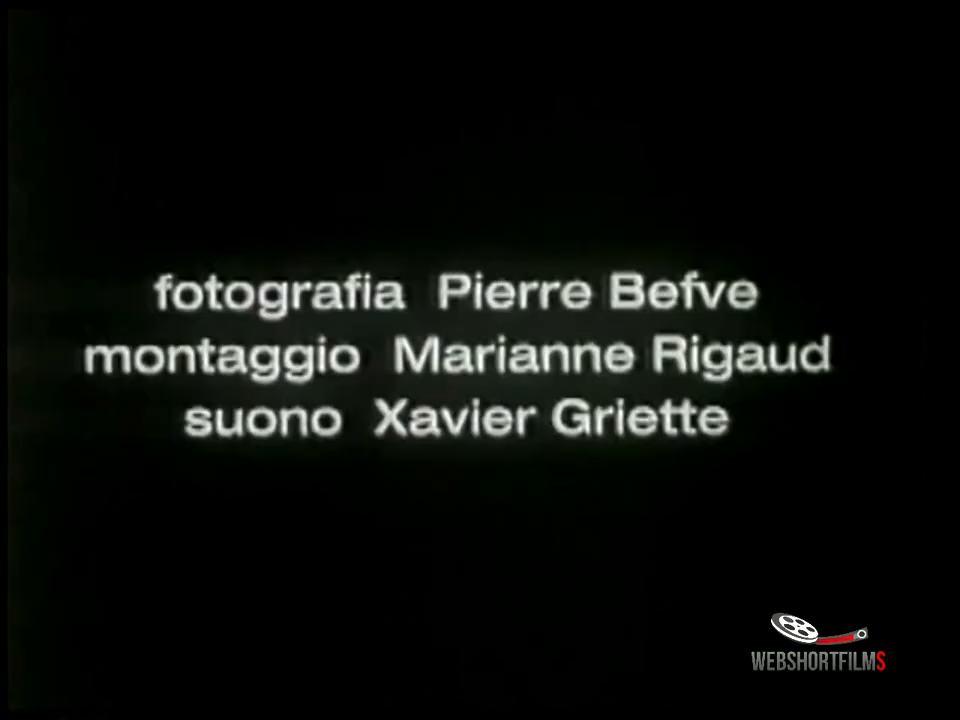 fotografia Pierre Befve
montaggio Marianne Rigaud
suono Xavier Griette
WEBSHORTFILMS